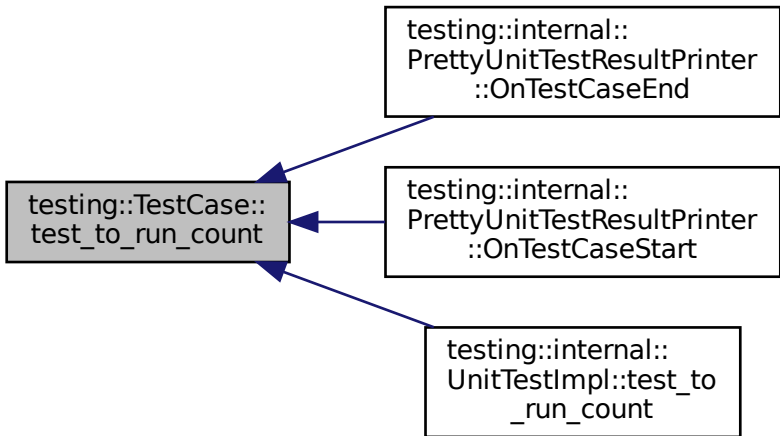 testing::internal::
PrettyUnitTestResultPrinter
::OnTestCaseEnd
testing::TestCase::
test_to_run_count
testing::internal::
PrettyUnitTestResultPrinter
::OnTestCaseStart
testing::internal::
UnitTestImpl::test_to
_run_count